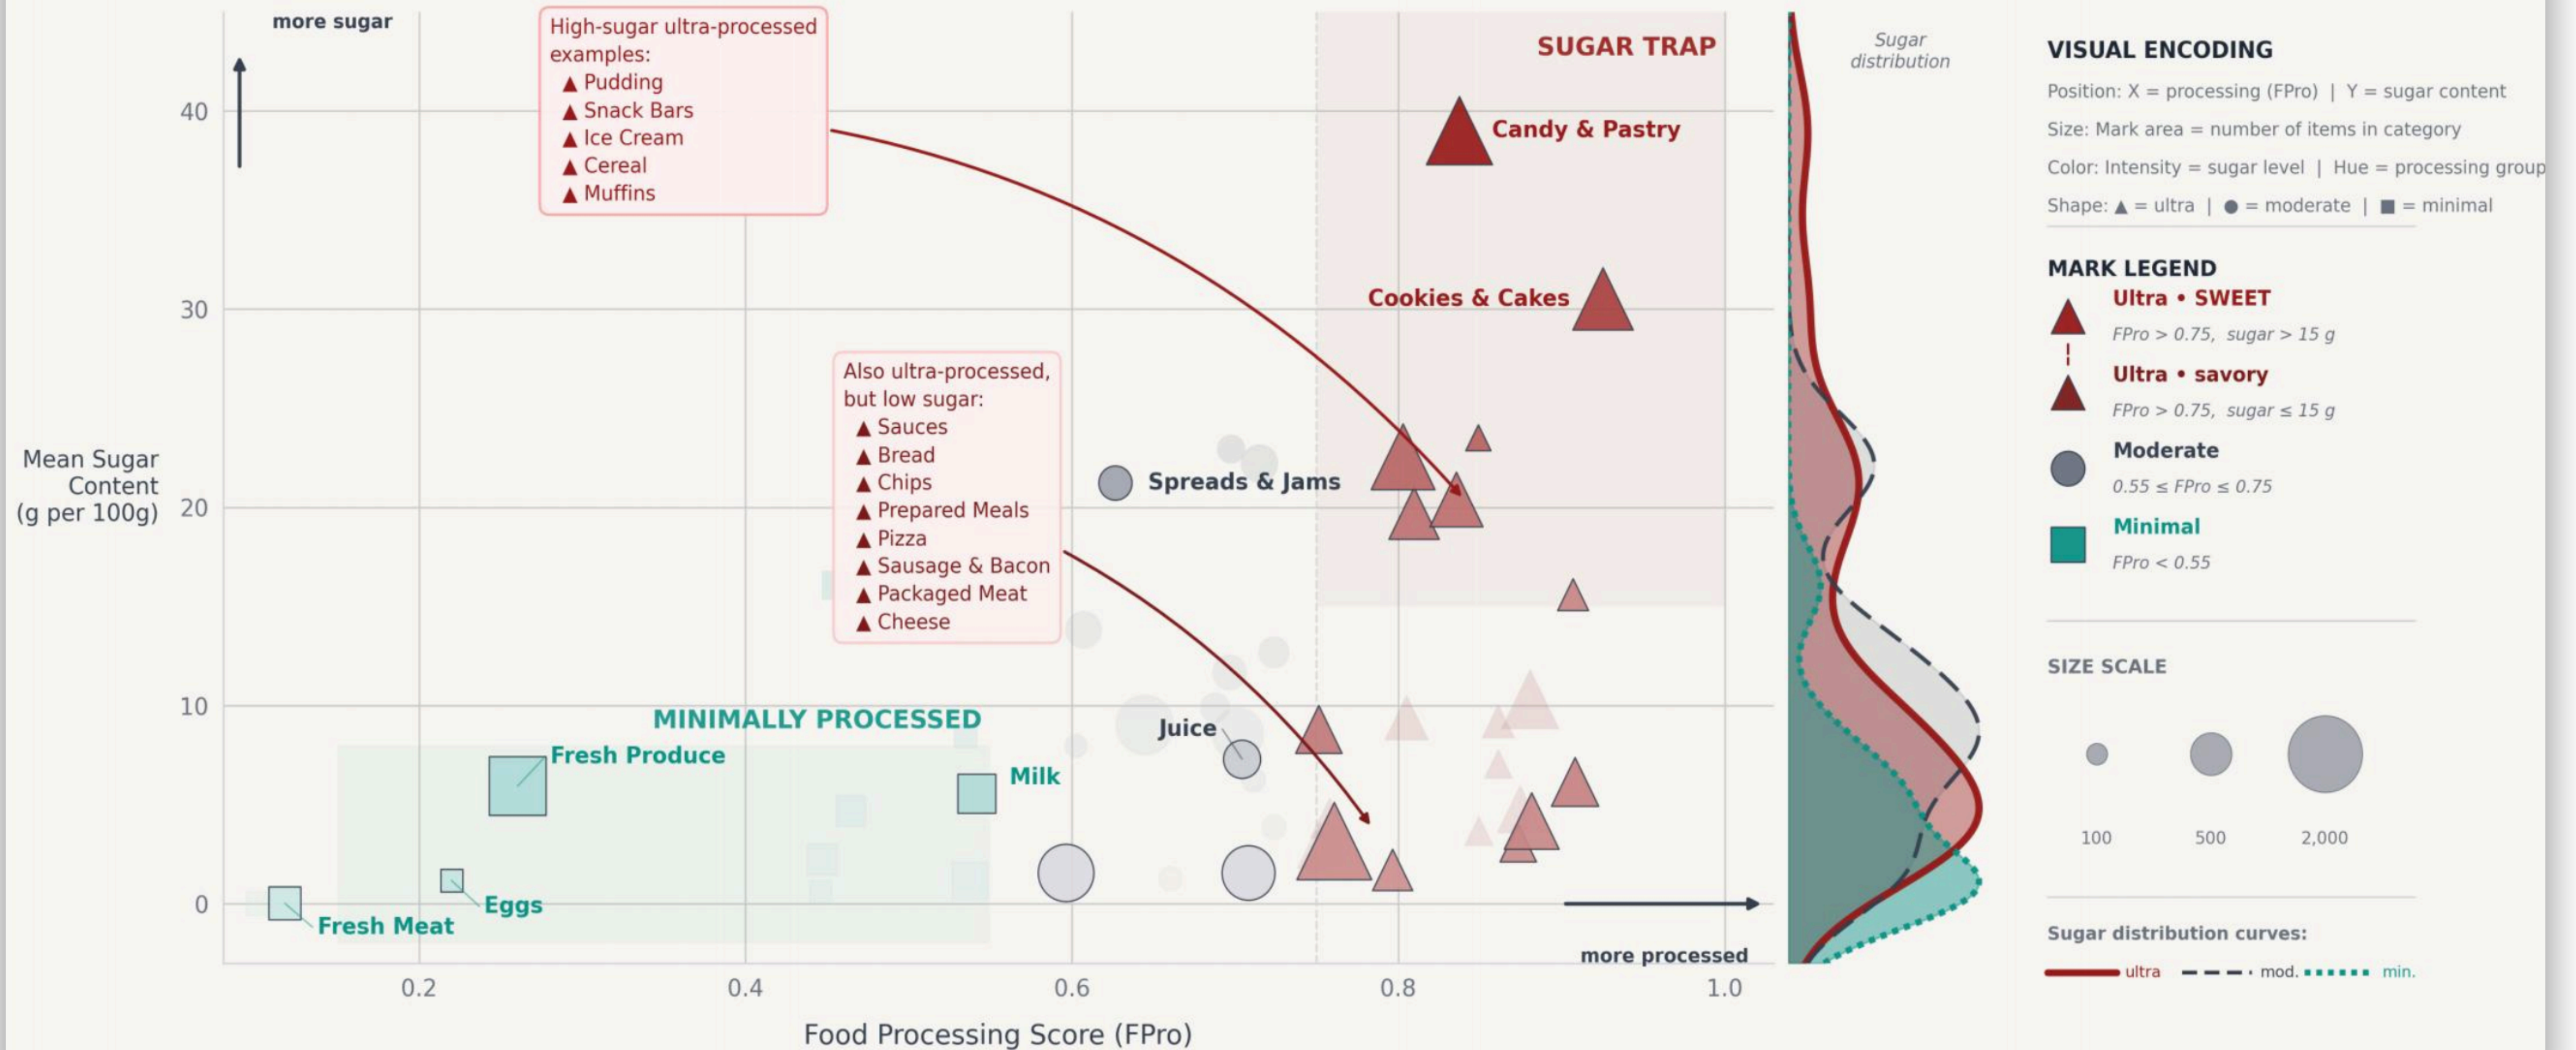 more sugar
High-sugar ultra-processed
examples:
▲ Pudding
▲ Snack Bars
▲ Ice Cream
▲ Cereal
▲ Muffins
SUGAR TRAP
Candy & Pastry
Cookies & Cakes
Also ultra-processed,
but low sugar:
▲ Sauces
▲ Bread
▲ Chips
▲ Prepared Meals
▲ Pizza
▲ Sausage & Bacon
▲ Packaged Meat
▲ Cheese
Spreads & Jams
MINIMALLY PROCESSED
Juice
Fresh Produce
Milk
Eggs
Fresh Meat
more processed
Mean Sugar
Content
(g per 100g)
40
30
20
10
0
0.2
0.4
0.6
0.8
1.0
Food Processing Score (FPro)
Sugar
distribution
VISUAL ENCODING
Position: X = processing (FPro) | Y = sugar content
Size: Mark area = number of items in category
Color: Intensity = sugar level | Hue = processing group
Shape: ▲ = ultra | ● = moderate | ■ = minimal
MARK LEGEND
Ultra • SWEET
FPro > 0.75, sugar > 15 g
Ultra • savory
FPro > 0.75, sugar ≤ 15 g
Moderate
0.55 ≤ FPro ≤ 0.75
Minimal
FPro < 0.55
SIZE SCALE
100
500
2,000
Sugar distribution curves:
ultra
mod.
min.